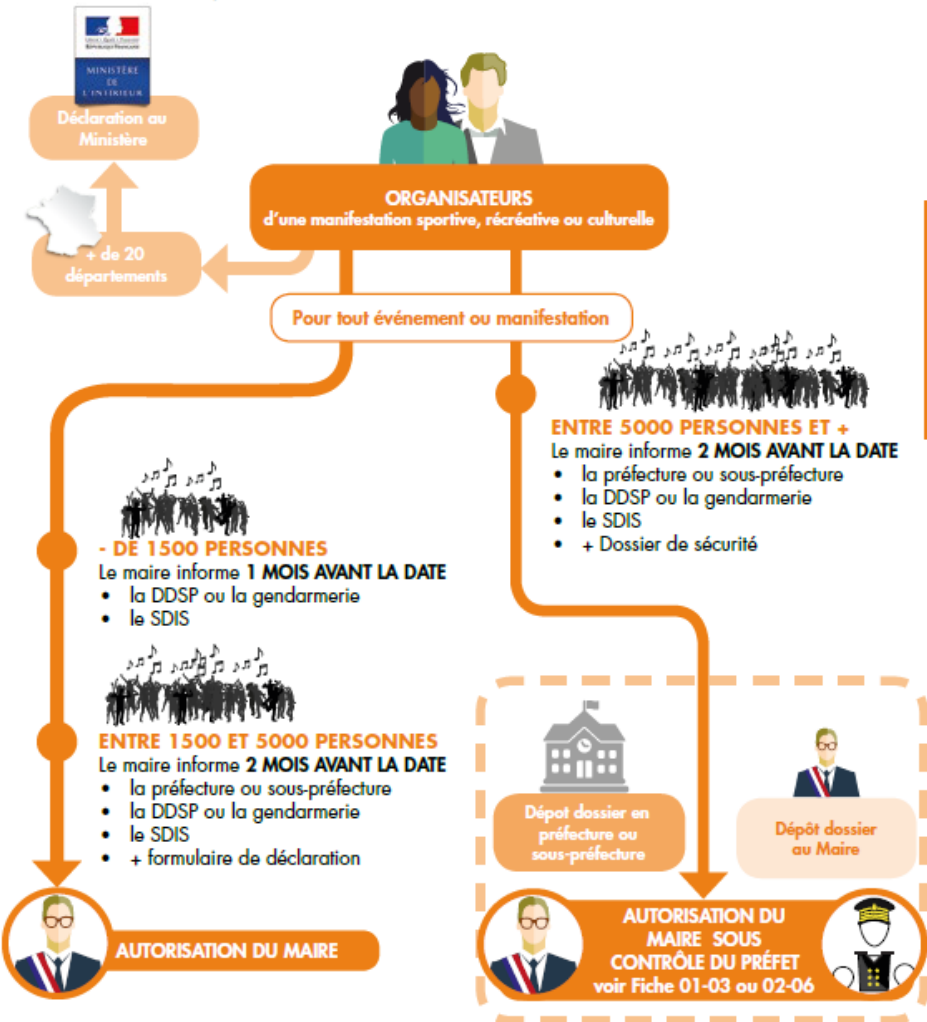 MINISTÈRE
DE
L'INTÉRIEUR
Déclaration au
Ministère
+ de 20
départements
ORGANISATEURS
d'une manifestation sportive, récréative ou culturelle
Pour tout événement ou manifestation
- DE 1500 PERSONNES
Le maire informe 1 MOIS AVANT LA DATE
• la DDSP ou la gendarmerie
• le SDIS
ENTRE 1500 ET 5000 PERSONNES
Le maire informe 2 MOIS AVANT LA DATE
• la préfecture ou sous-préfecture
• la DDSP ou la gendarmerie
• le SDIS
• + formulaire de déclaration
AUTORISATION DU MAIRE
ENTRE 5000 PERSONNES ET +
Le maire informe 2 MOIS AVANT LA DATE
• la préfecture ou sous-préfecture
• la DDSP ou la gendarmerie
• le SDIS
• + Dossier de sécurité
Dépot dossier en
préfecture ou
sous-préfecture
Dépôt dossier
au Maire
AUTORISATION DU
MAIRE SOUS
CONTRÔLE DU PRÉFET
voir Fiche 01-03 ou 02-06